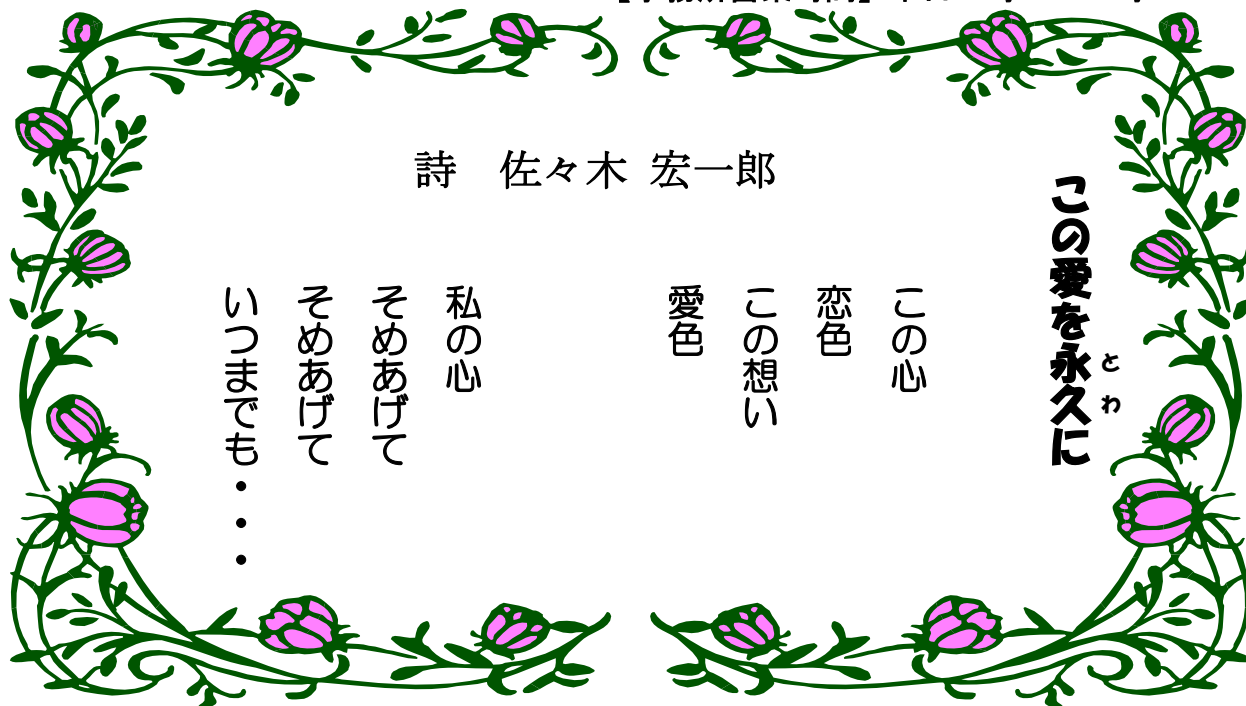 この愛を永久に
とわ
詩 佐々木 宏一郎
この心
恋色
この想い
愛色
私の心
そめあげて
そめあげて
いつまでも・・・